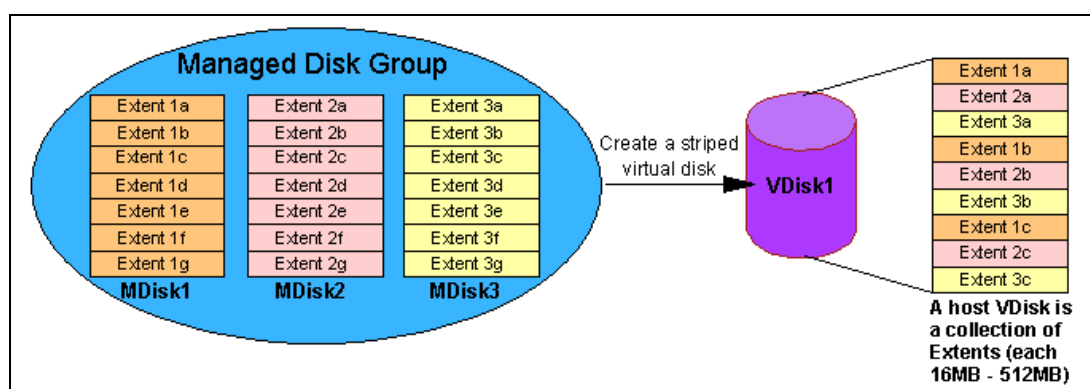 Managed Disk Group
Extent 1a
Extent 1b
Extent 1c
Extent 1d
Extent 1e
Extent 1f
Extent 1g
MDisk1
Extent 2a
Extent 2b
Extent 2c
Extent 2d
Extent 2e
Extent 2f
Extent 2g
MDisk2
Extent 3a
Extent 3b
Extent 3c
Extent 3d
Extent 3e
Extent 3f
Extent 3g
MDisk3
Create a striped
virtual disk
VDisk1
Extent 1a
Extent 2a
Extent 3a
Extent 1b
Extent 2b
Extent 3b
Extent 1c
Extent 2c
Extent 3c
A host VDisk is
a collection of
Extents (each
16MB - 512MB)